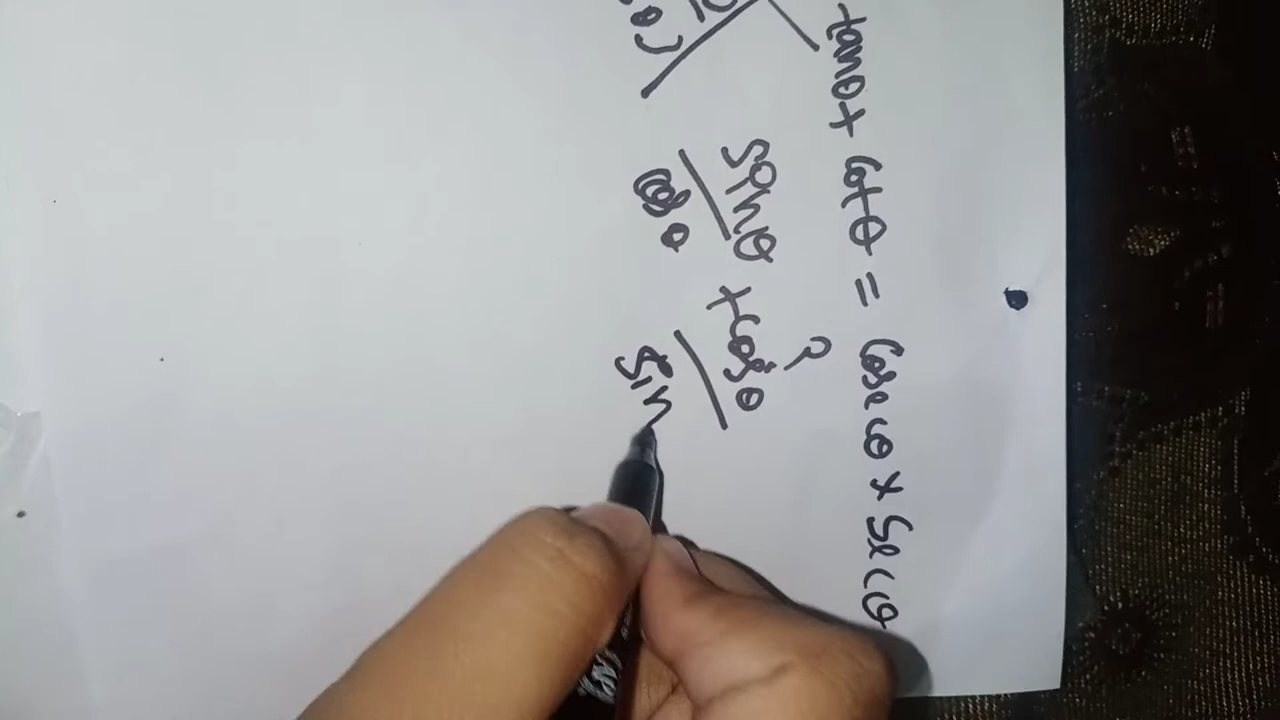 tanθ + cotθ = cosecθ × secθ
?
sinθ + cosθ
cosθ sin